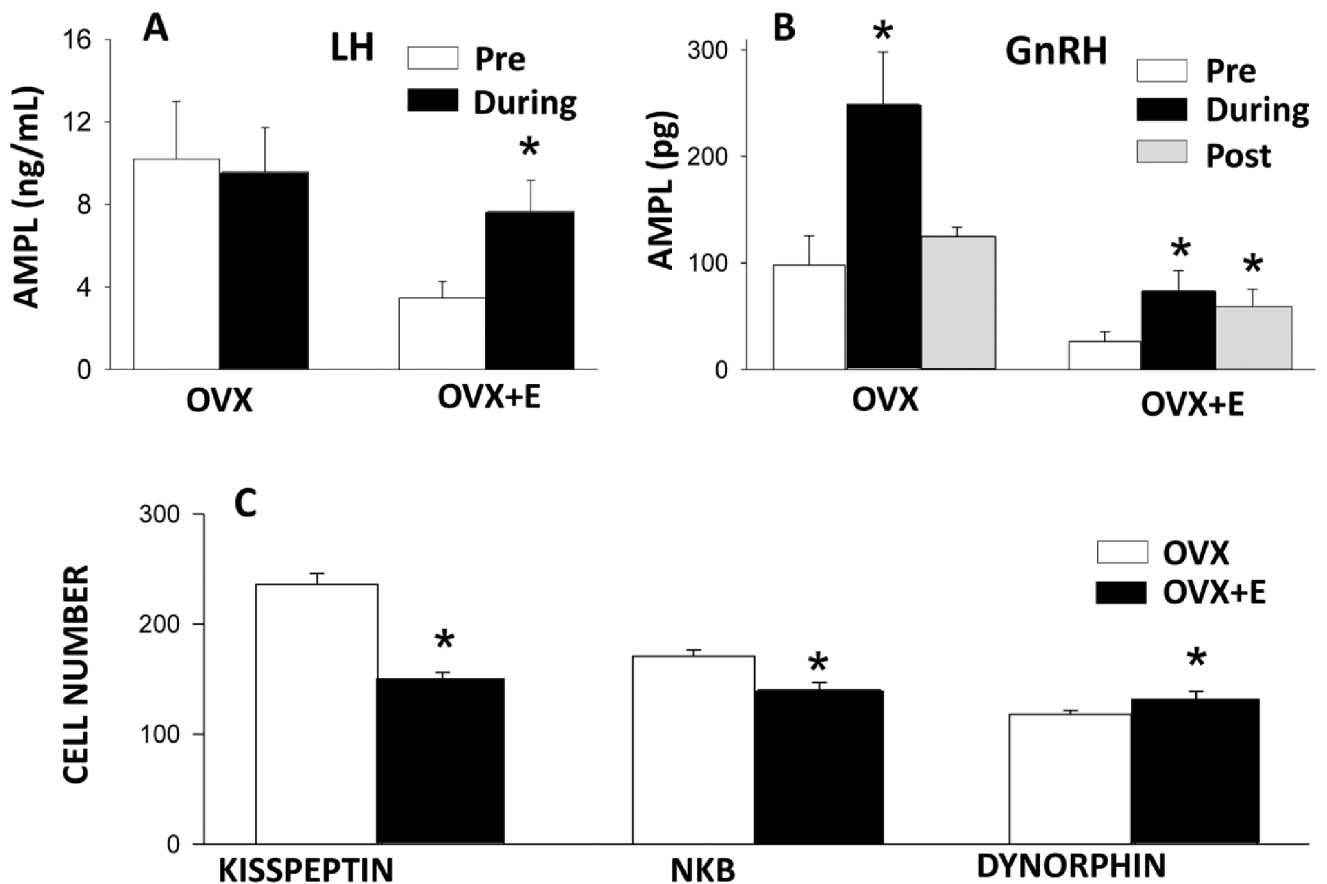 A
LH
Pre
During
AMPL (ng/mL)
16
12
8
4
0
*
OVX
OVX+E
B
GnRH
Pre
During
Post
AMPL (pg)
300
200
100
0
*
*
*
OVX
OVX+E
C
OVX
OVX+E
CELL NUMBER
300
200
100
0
*
*
*
KISSPEPTIN
NKB
DYNORPHIN